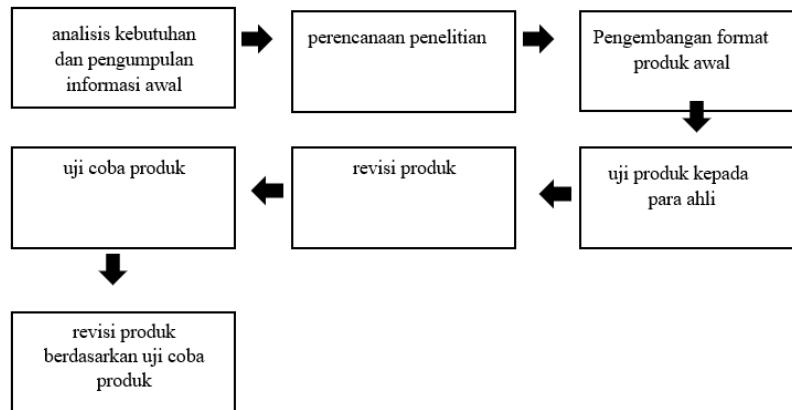 analisis kebutuhan
dan pengumpulan
informasi awal
perencanaan penelitian
Pengembangan format
produk awal
uji produk kepada
para ahli
revisi produk
uji coba produk
revisi produk
berdasarkan uji coba
produk